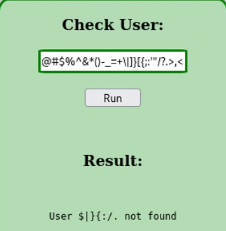 Check User:
@#$%^&*()-_=+\|]}[{;:'"/?.>,<
Run
Result:
User $|}{:/. not found